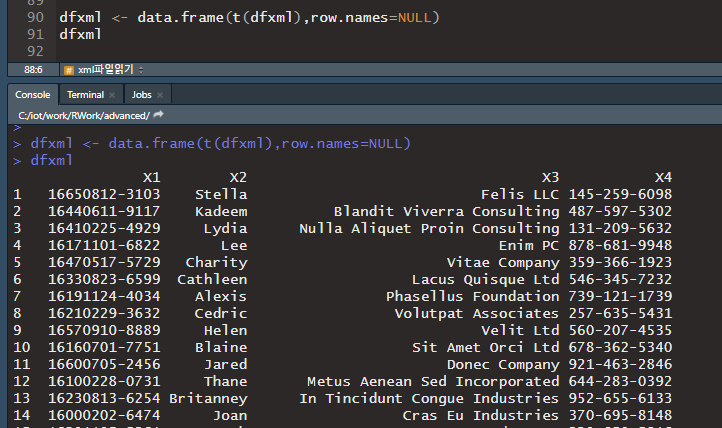 90 dfxml <- data.frame(t(dfxml),row.names=NULL)
91 dfxml
92
88:6 # xml파일읽기
Console Terminal Jobs
C:/iot/work/RWork/advanced/
>
> dfxml <- data.frame(t(dfxml),row.names=NULL)
> dfxml
X1 X2 X3 X4
1 16650812-3103 Stella Felis LLC 145-259-6098
2 16440611-9117 Kadeem Blandit Viverra Consulting 487-597-5302
3 16410225-4929 Lydia Nulla Aliquet Proin Consulting 131-209-5632
4 16171101-6822 Lee Enim PC 878-681-9948
5 16470517-5729 Charity Vitae Company 359-366-1923
6 16330823-6599 Cathleen Lacus Quisque Ltd 546-345-7232
7 16191124-4034 Alexis Phasellus Foundation 739-121-1739
8 16210229-3632 Cedric Volutpat Associates 257-635-5431
9 16570910-8889 Helen Velit Ltd 560-207-4535
10 16160701-7751 Blaine Sit Amet Orci Ltd 678-362-5340
11 16600705-2456 Jared Donec Company 921-463-2846
12 16100228-0731 Thane Metus Aenean Sed Incorporated 644-283-0392
13 16230813-6254 Britanney In Tincidunt Congue Industries 952-655-6133
14 16000202-6474 Joan Cras Eu Industries 370-695-8148